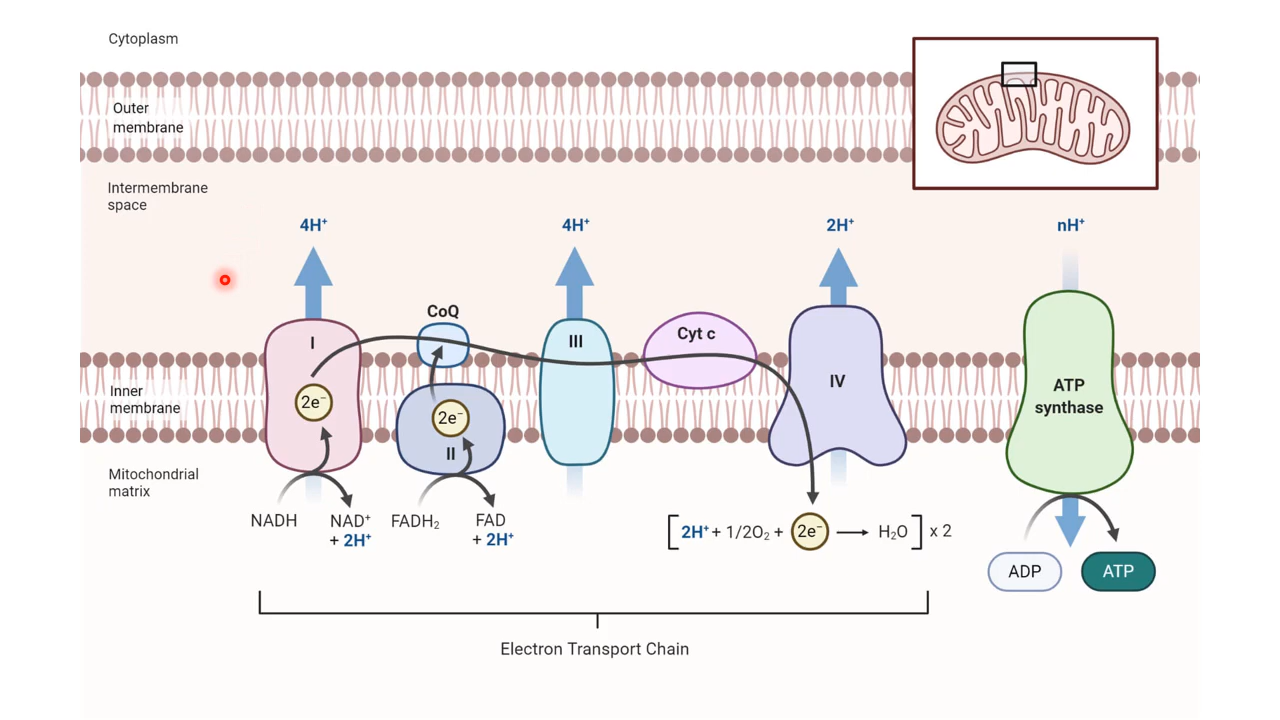 Cytoplasm
Outer
membrane
Intermembrane
space
4H⁺
4H⁺
2H⁺
nH⁺
CoQ
I
III
Cyt c
IV
ATP
synthase
Inner
membrane
2e⁻
2e⁻
II
Mitochondrial
matrix
NADH
NAD⁺
+ 2H⁺
FADH₂
FAD
+ 2H⁺
[2H⁺ + 1/2O₂ + 2e⁻ → H₂O] x 2
ADP
ATP
Electron Transport Chain